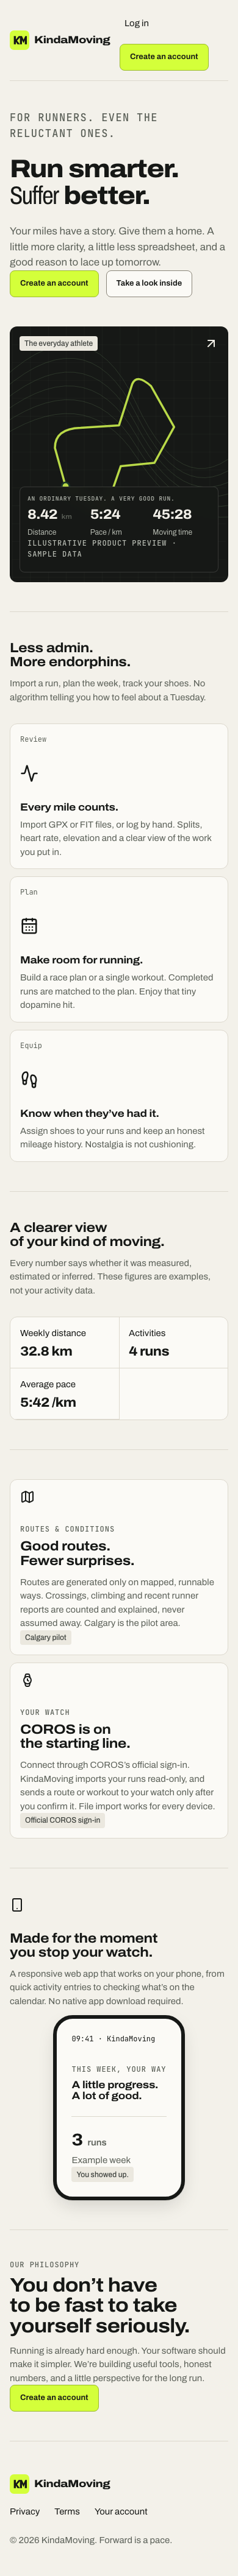 Log in
KM KindaMoving
Create an account
FOR RUNNERS. EVEN THE
RELUCTANT ONES.
Run smarter.
Suffer better.
Your miles have a story. Give them a home. A
little more clarity, a little less spreadsheet, and a
good reason to lace up tomorrow.
Create an account
Take a look inside
The everyday athlete
AN ORDINARY TUESDAY. A VERY GOOD RUN.
8.42 km 5:24 45:28
Distance Pace / km Moving time
ILLUSTRATIVE PRODUCT PREVIEW ·
SAMPLE DATA
Less admin.
More endorphins.
Import a run, plan the week, track your shoes. No
algorithm telling you how to feel about a Tuesday.
Review
Every mile counts.
Import GPX or FIT files, or log by hand. Splits,
heart rate, elevation and a clear view of the work
you put in.
Plan
Make room for running.
Build a race plan or a single workout. Completed
runs are matched to the plan. Enjoy that tiny
dopamine hit.
Equip
Know when they’ve had it.
Assign shoes to your runs and keep an honest
mileage history. Nostalgia is not cushioning.
A clearer view
of your kind of moving.
Every number says whether it was measured,
estimated or inferred. These figures are examples,
not your activity data.
Weekly distance
32.8 km
Activities
4 runs
Average pace
5:42 /km
ROUTES & CONDITIONS
Good routes.
Fewer surprises.
Routes are generated only on mapped, runnable
ways. Crossings, climbing and recent runner
reports are counted and explained, never
assumed away. Calgary is the pilot area.
Calgary pilot
YOUR WATCH
COROS is on
the starting line.
Connect through COROS’s official sign-in.
KindaMoving imports your runs read-only, and
sends a route or workout to your watch only after
you confirm it. File import works for every device.
Official COROS sign-in
Made for the moment
you stop your watch.
A responsive web app that works on your phone, from
quick activity entries to checking what’s on the
calendar. No native app download required.
09:41 · KindaMoving
THIS WEEK, YOUR WAY
A little progress.
A lot of good.
3 runs
Example week
You showed up.
OUR PHILOSOPHY
You don’t have
to be fast to take
yourself seriously.
Running is already hard enough. Your software should
make it simpler. We’re building useful tools, honest
numbers, and a little perspective for the long run.
Create an account
KM KindaMoving
Privacy Terms Your account
© 2026 KindaMoving. Forward is a pace.